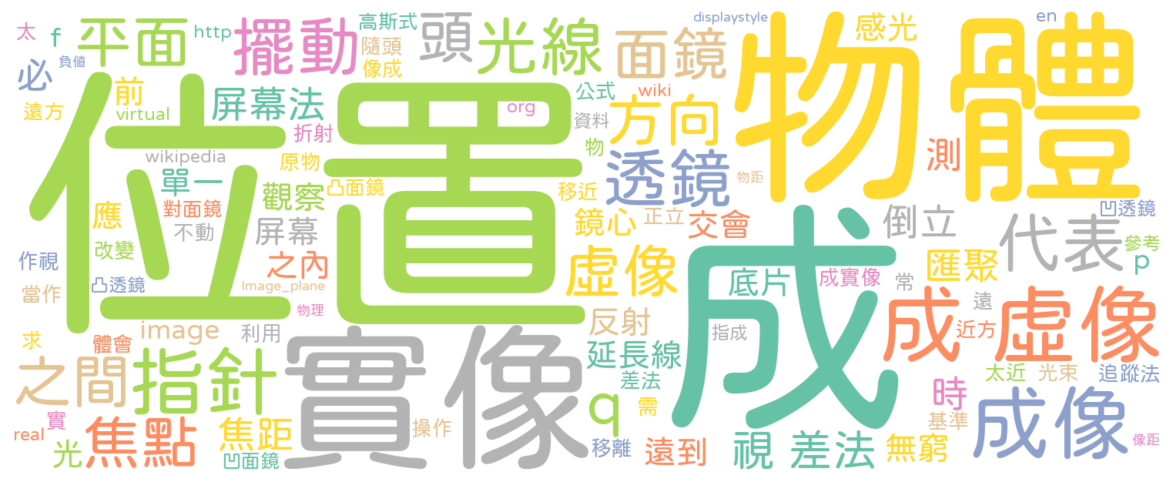 太 f 平面 http 擺動 高斯式 隨頭 像成 頭 光線 面鏡 displaystyle 物體 感光 en
必 負值 前 屏幕法 位置 org 公式 wiki 方向
遠方 virtual 折射 資料 透鏡 測
wikipedia 原物 物
單一 觀察 凸面鏡 移近 物距 凹透鏡
應 對面鏡 不動 屏幕 鏡心 正立 交會 倒立 代表 參考
改變 p
作視 凸透鏡 之內 虛像 成 底片 成實像 常 匯聚
當作 Image_plane 物理 遠
求 體會 image 利用 實像 反射 指成 成虛像 近方
之間 指針 延長線 差法 太近 光束 追蹤法
實 q 需 時 成像 基準
real 光 焦點 焦距 操作 凹面鏡 移離 遠到 視差法 無窮 像距